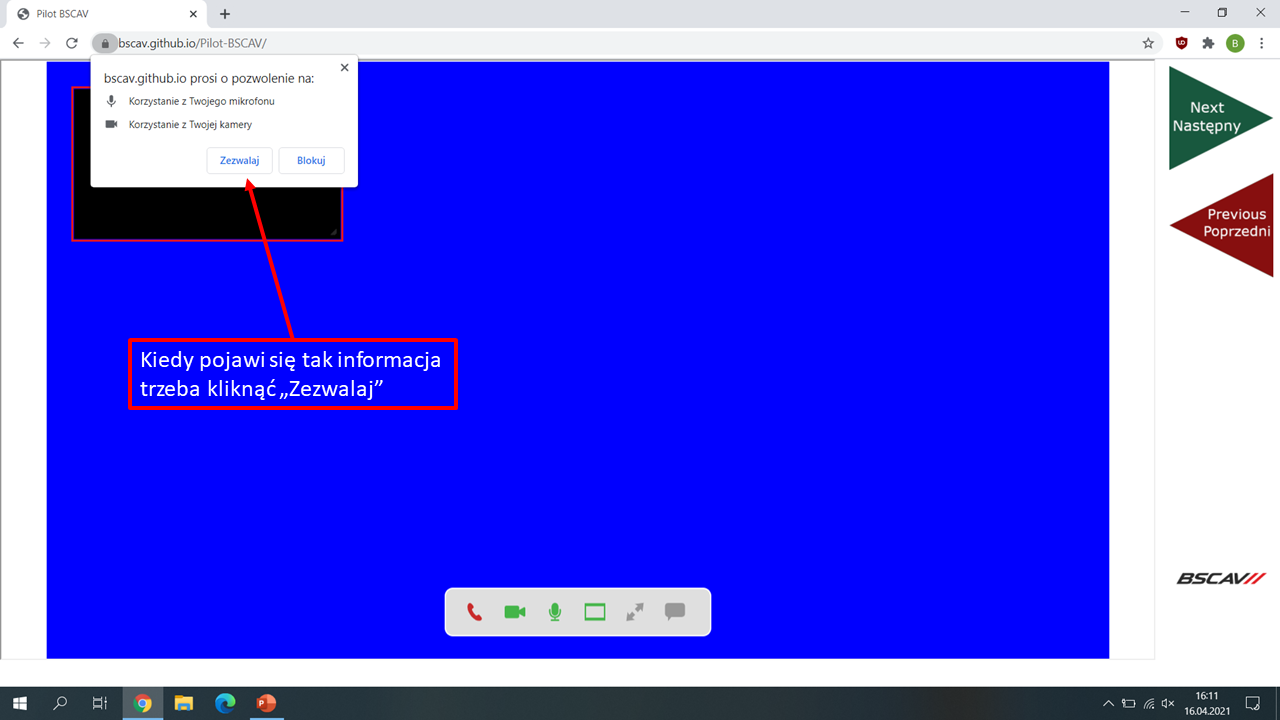 Pilot BSCAV
bscav.github.io/Pilot-BSCAV/
B
bscav.github.io prosi o pozwolenie na:
Korzystanie z Twojego mikrofonu
Korzystanie z Twojej kamery
Zezwalaj
Blokuj
Next
Następny
Previous
Poprzedni
Kiedy pojawi się tak informacja
trzeba kliknąć „Zezwalaj”
BSCAV
16:11
16.04.2021